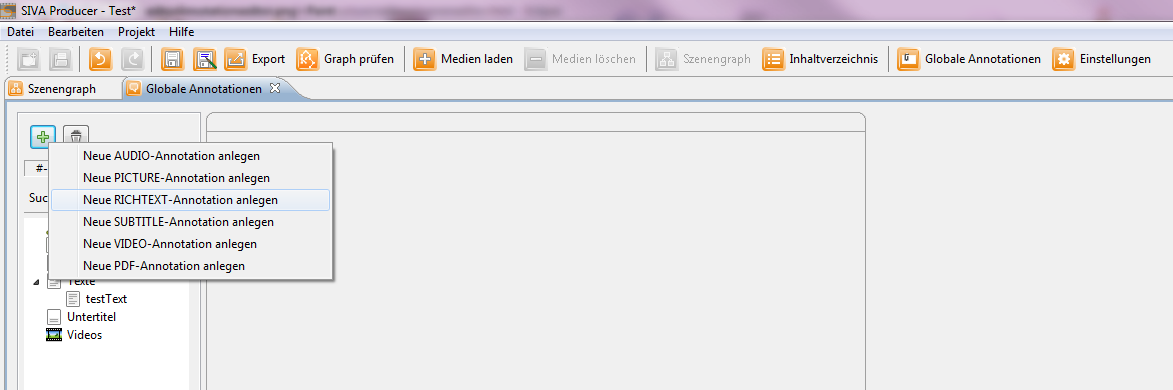 SIVA Producer - Test*
Datei Bearbeiten Projekt Hilfe
Export Graph prüfen Medien laden Medien löschen Szenengraph Inhaltverzeichnis Globale Annotationen Einstellungen
Szenengraph Globale Annotationen
#-
Suc
Neue AUDIO-Annotation anlegen
Neue PICTURE-Annotation anlegen
Neue RICHTEXT-Annotation anlegen
Neue SUBTITLE-Annotation anlegen
Neue VIDEO-Annotation anlegen
Neue PDF-Annotation anlegen
Texte
testText
Untertitel
Videos